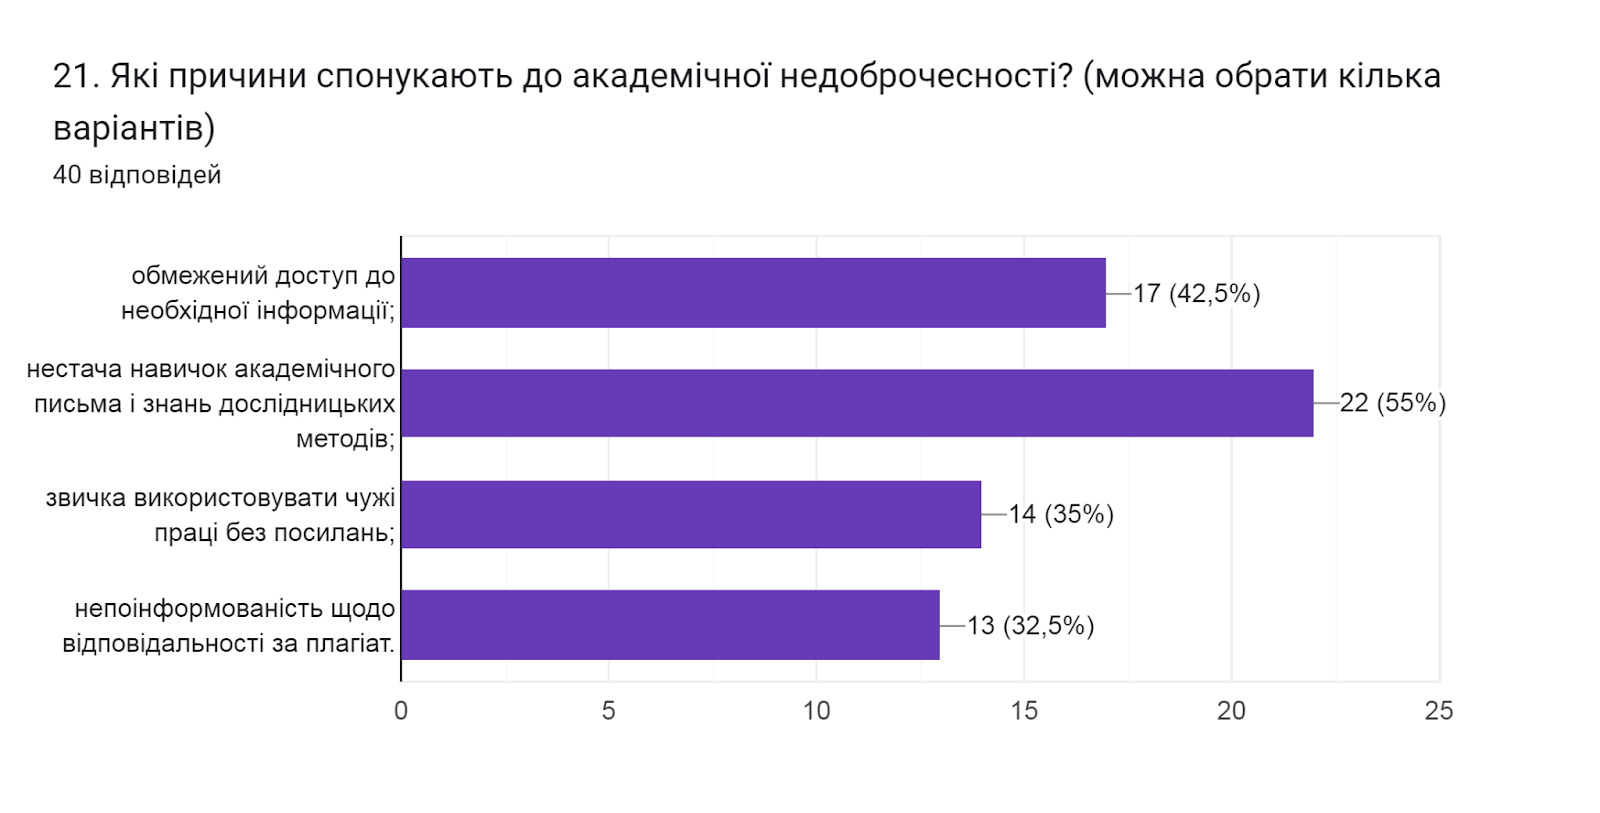 21. Які причини спонукають до академічної недоброчесності? (можна обрати кілька
варіантів)
40 відповідей
обмежений доступ до
необхідної інформації;
17 (42,5%)
нестача навичок академічного
письма і знань дослідницьких
методів;
22 (55%)
звичка використовувати чужі
праці без посилань;
14 (35%)
непоінформованість щодо
відповідальності за плагіат.
13 (32,5%)
0 5 10 15 20 25